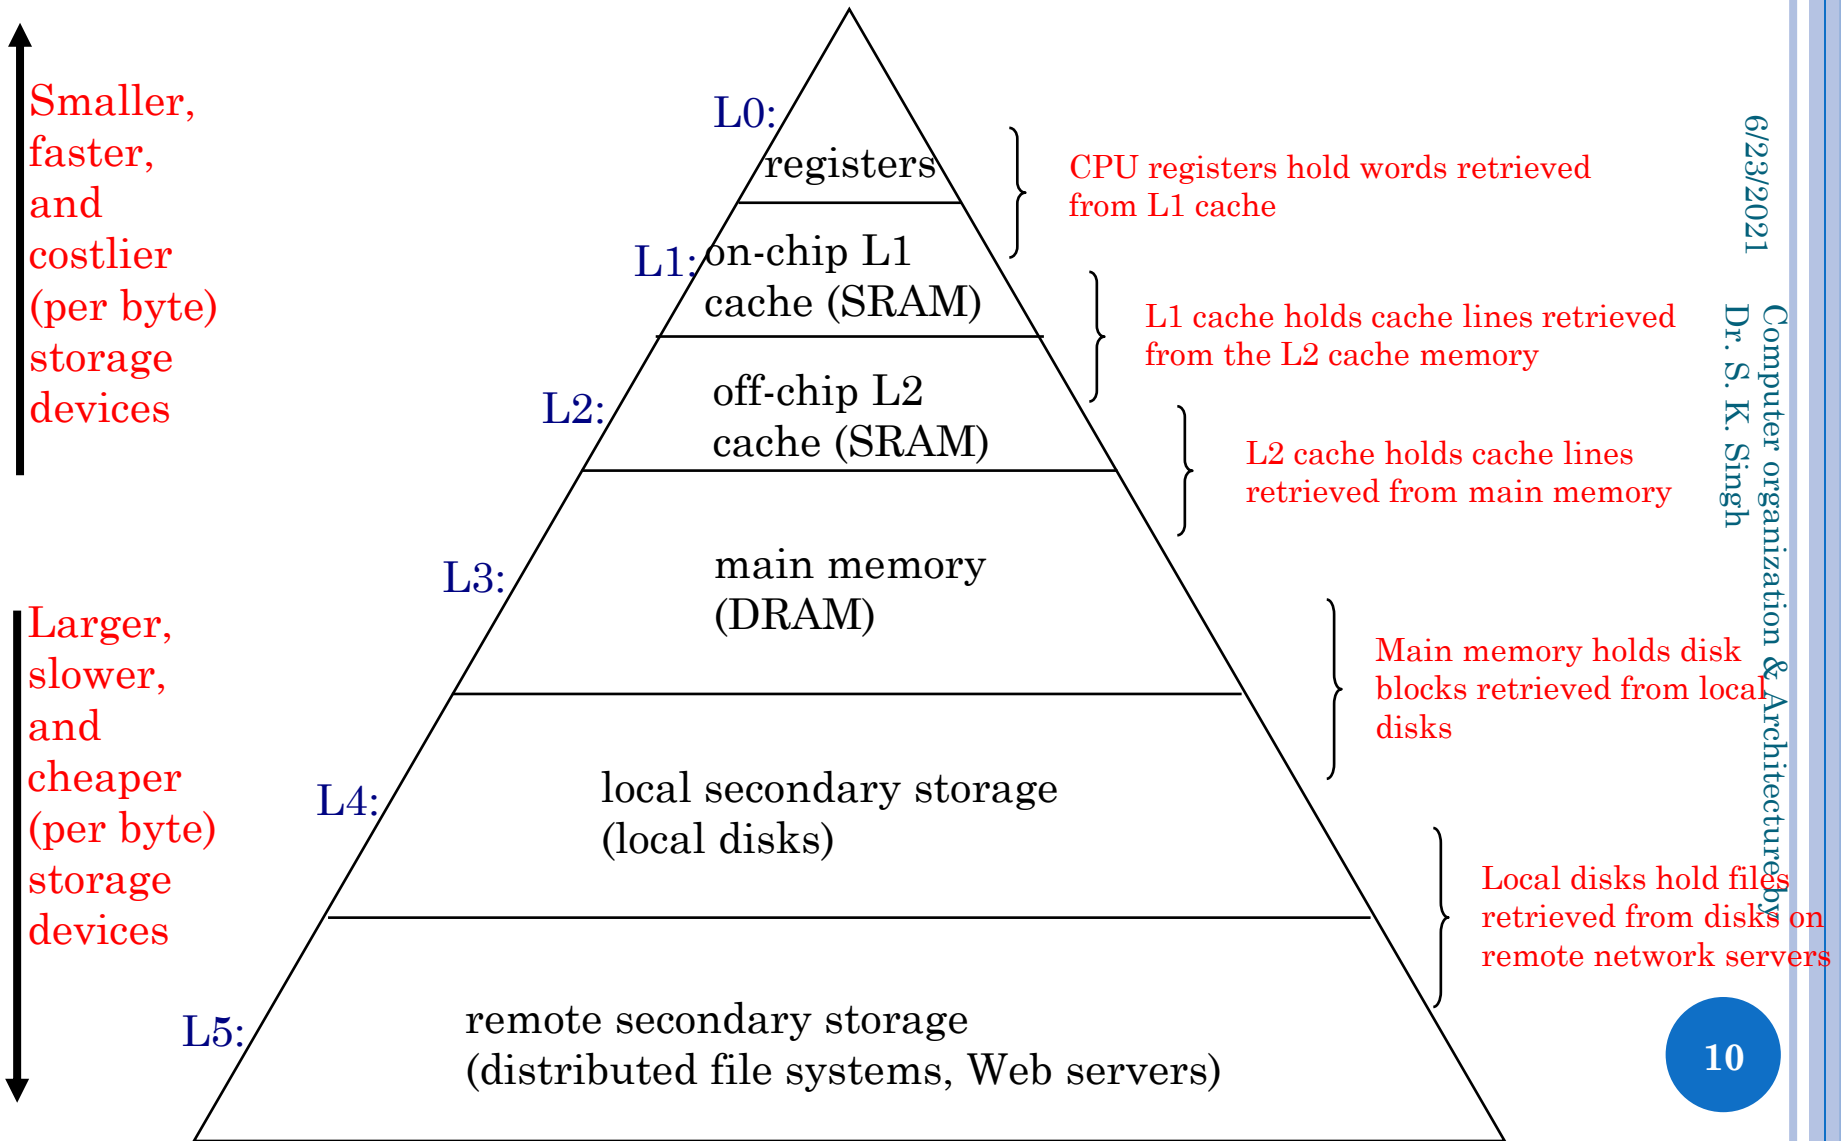 Smaller,
faster,
and
costlier
(per byte)
storage
devices
Larger,
slower,
and
cheaper
(per byte)
storage
devices
L0:
registers
L1:
on-chip L1
cache (SRAM)
L2:
off-chip L2
cache (SRAM)
L3:
main memory
(DRAM)
L4:
local secondary storage
(local disks)
L5:
remote secondary storage
(distributed file systems, Web servers)
CPU registers hold words retrieved
from L1 cache
L1 cache holds cache lines retrieved
from the L2 cache memory
L2 cache holds cache lines
retrieved from main memory
Main memory holds disk
blocks retrieved from local
disks
Local disks hold files
retrieved from disks on
remote network servers
6/23/2021
Computer organization & Architecture by
Dr. S. K. Singh
10